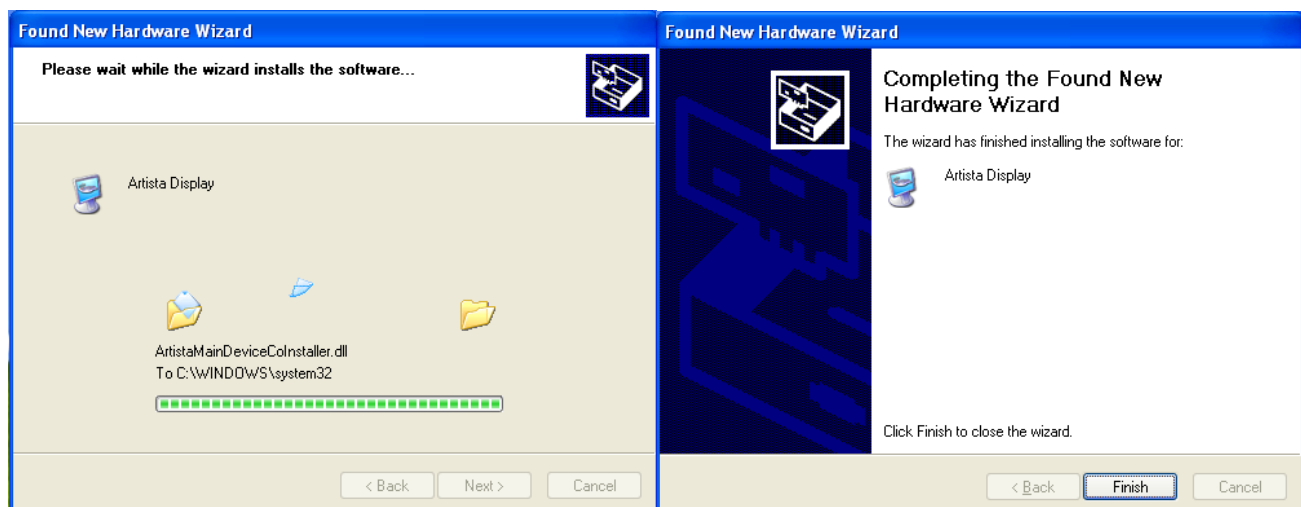 Found New Hardware Wizard
Please wait while the wizard installs the software...
Artista Display
ArtistaMainDeviceCoInstaller.dll
To C:\WINDOWS\system32
< Back
Next >
Cancel
Found New Hardware Wizard
Completing the Found New
Hardware Wizard
The wizard has finished installing the software for:
Artista Display
Click Finish to close the wizard.
< Back
Finish
Cancel